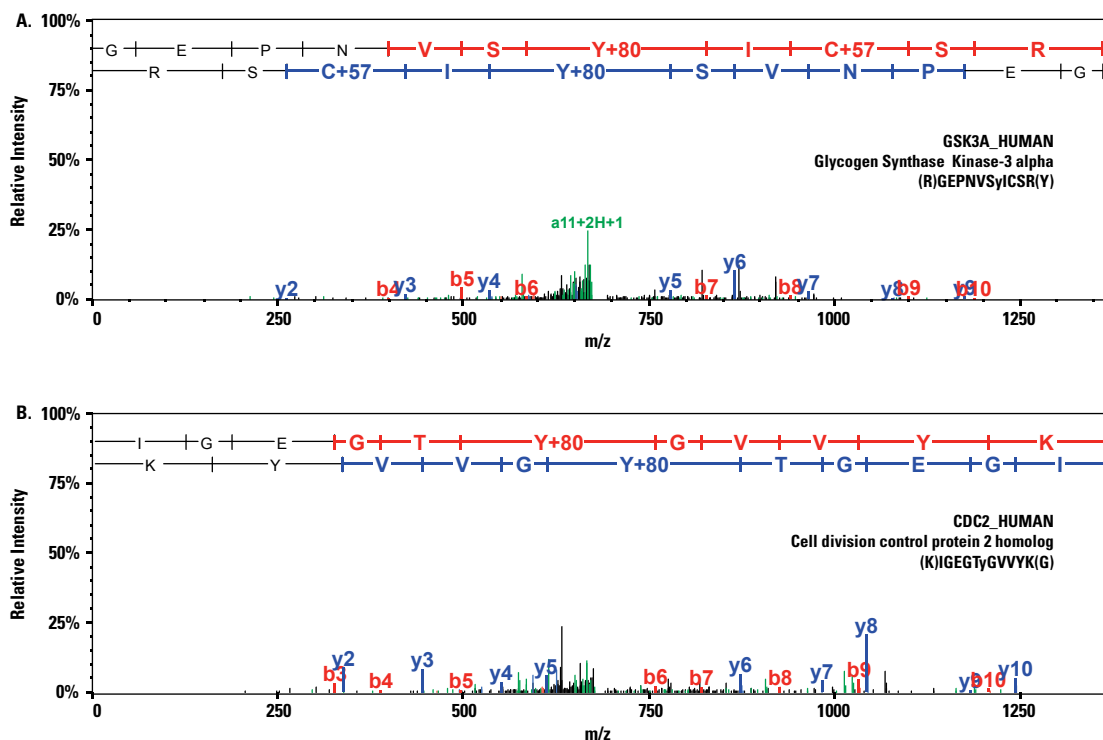 A.
100%
G E P N V S Y+80 I C+57 S R
R S C+57 I Y+80 S V N P E G
75%
Relative Intensity
GSK3A_HUMAN
Glycogen Synthase Kinase-3 alpha
50%
(R)GEPNVSyICSR(Y)
25%
a11+2H+1
y2 b4 y3 b5 y4 b6 y5 b7 y6 b8 y7 y8 b9 y9 b10
0%
0 250 500 750 1000 1250
m/z
B.
100%
I G E G T Y+80 G V V Y K
K Y V V G Y+80 T G E G I
75%
Relative Intensity
CDC2_HUMAN
Cell division control protein 2 homolog
50%
(K)IGEGTyGVVYK(G)
25%
b3 y2 b4 y3 b5 y4 y5 b6 b7 y6 b8 y7 b9 y8 y9 b10 y10
0%
0 250 500 750 1000 1250
m/z